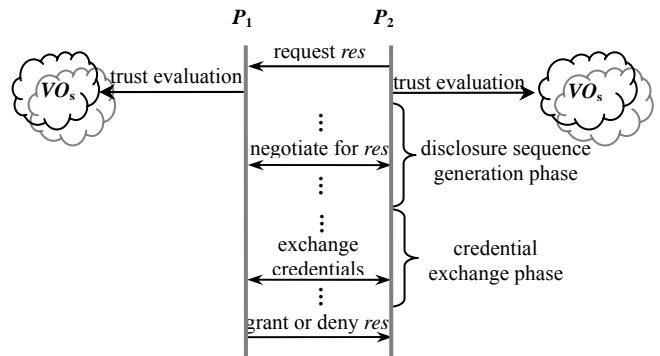 P1 P2
request res
trust evaluation
trust evaluation
VOs
VOs
negotiate for res
disclosure sequence
generation phase
exchange
credentials
credential
exchange phase
grant or deny res